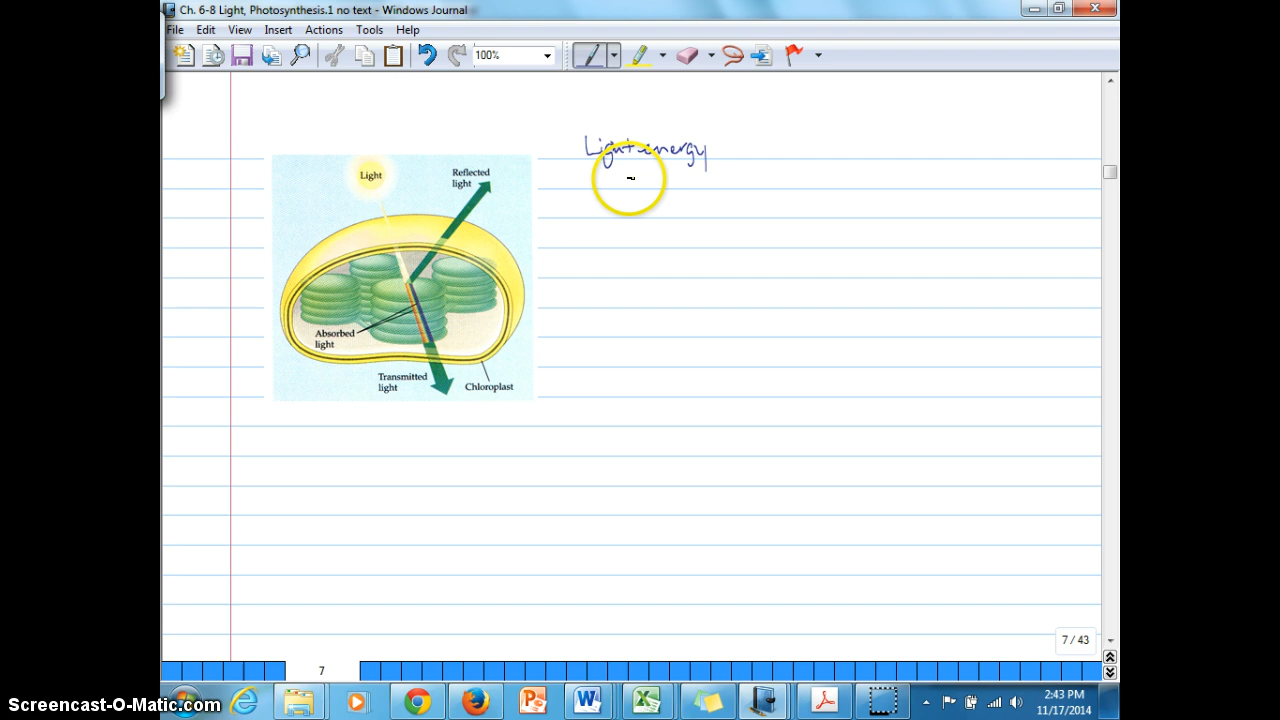 Ch. 6-8 Light, Photosynthesis.1 no text - Windows Journal
File Edit View Insert Actions Tools Help
100%
Light energy
Light
Reflected
light
Absorbed
light
Transmitted
light
Chloroplast
7 / 43
7
2:43 PM
11/17/2014
Screencast-O-Matic.com